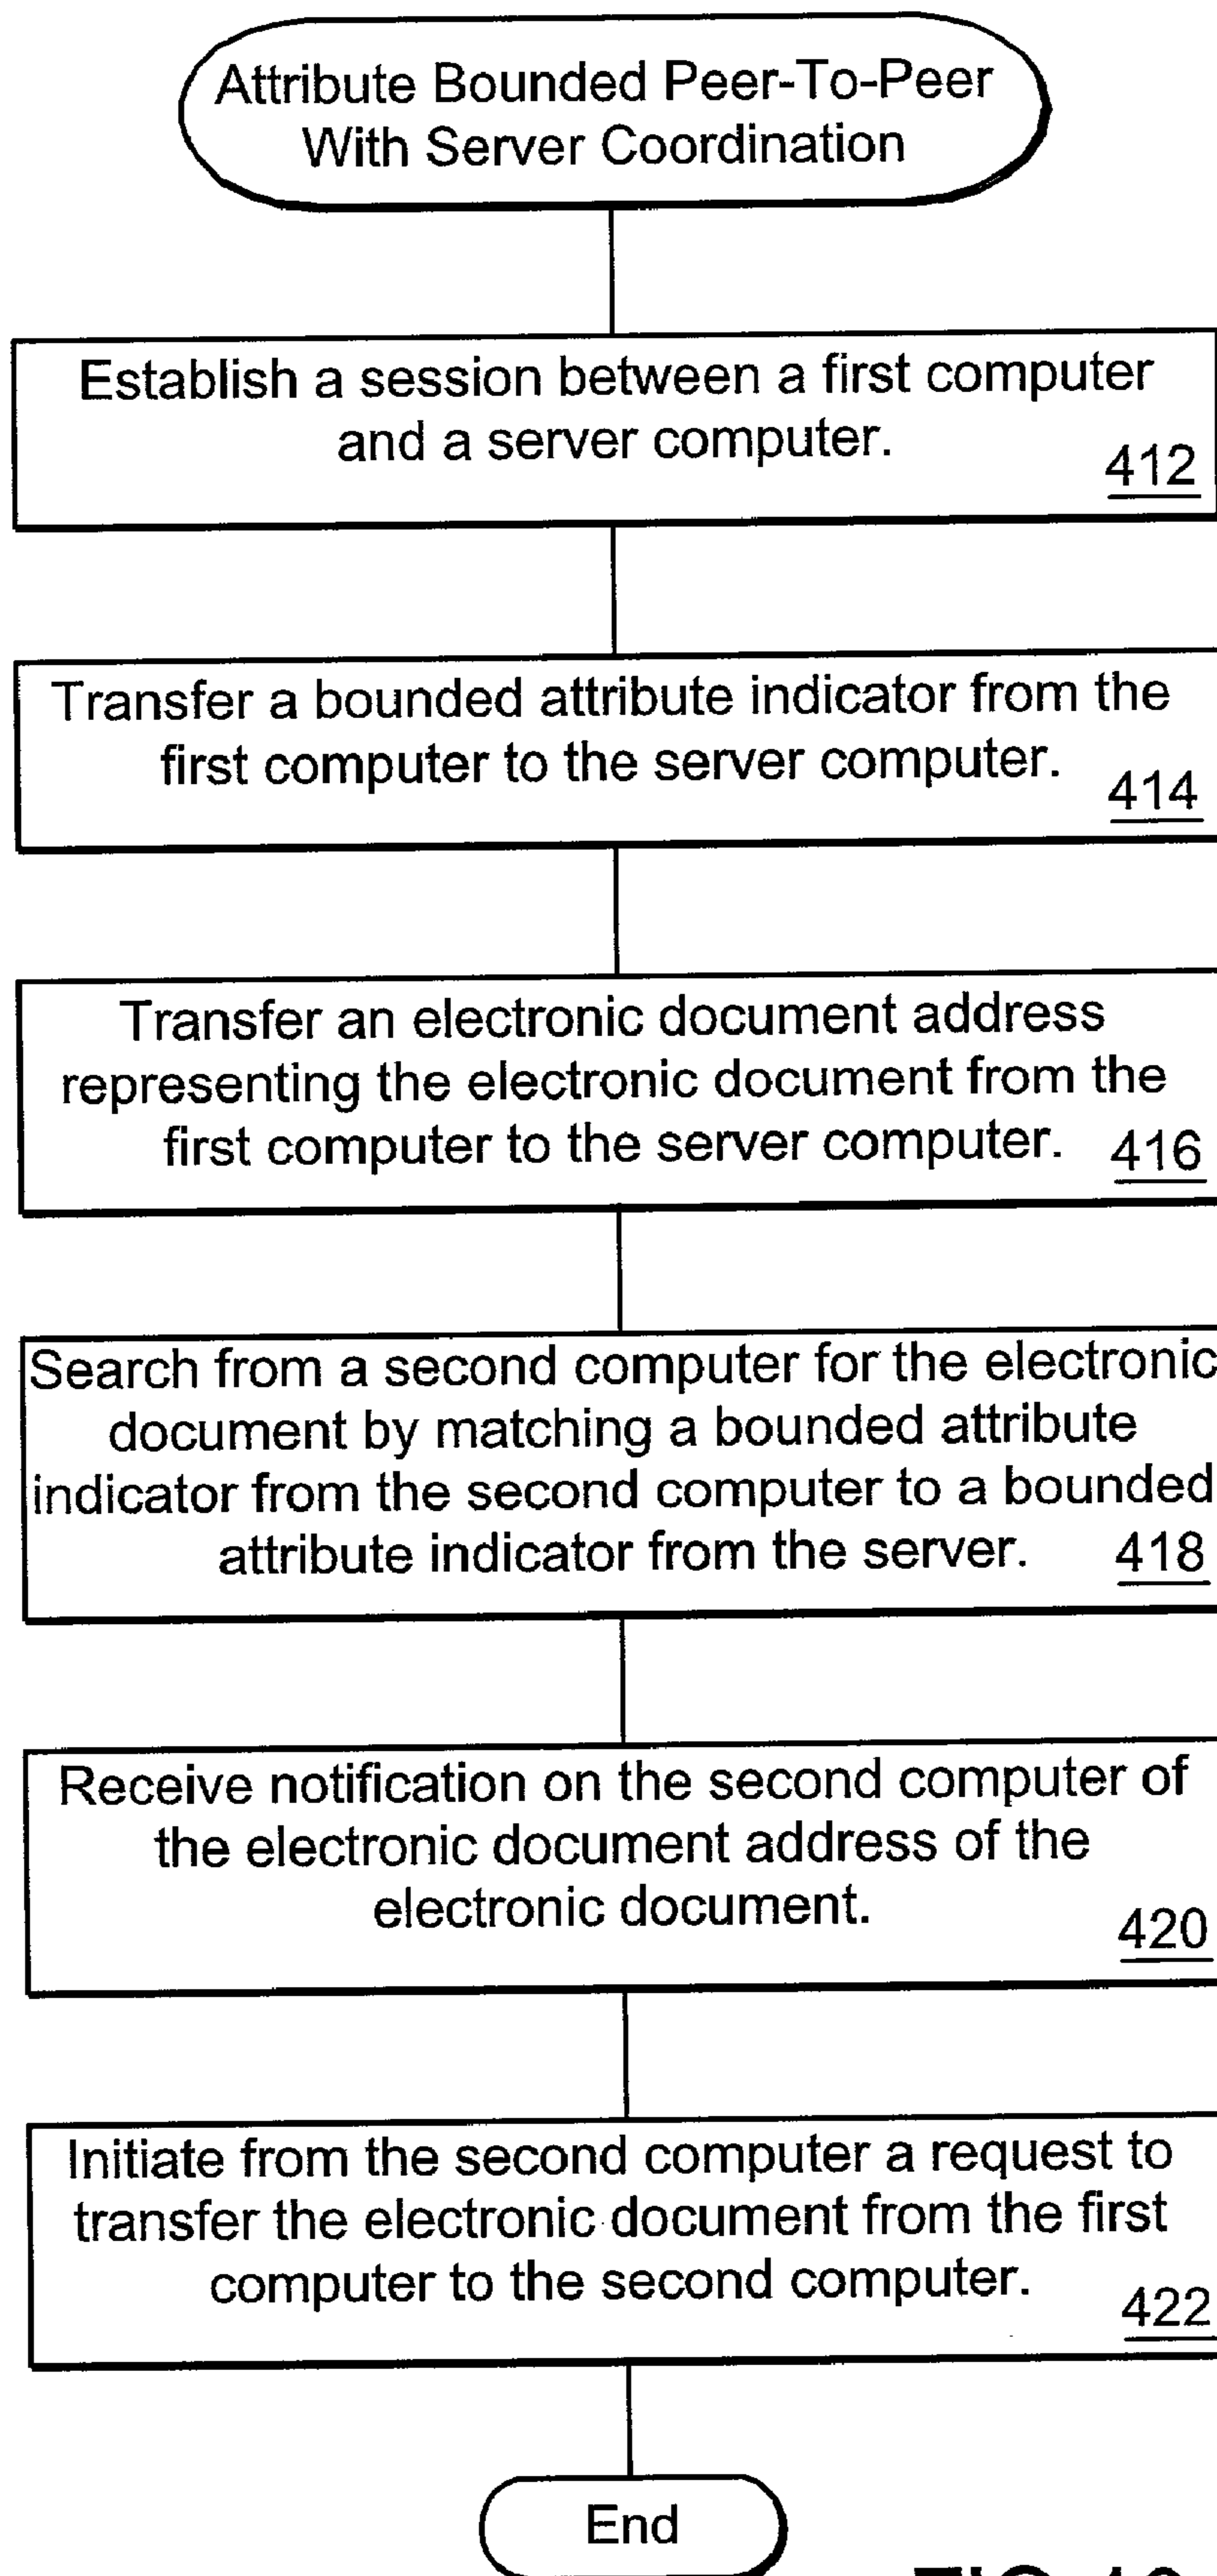 Attribute Bounded Peer-To-Peer
With Server Coordination
Establish a session between a first computer
and a server computer.
412
Transfer a bounded attribute indicator from the
first computer to the server computer.
414
Transfer an electronic document address
representing the electronic document from the
first computer to the server computer.
416
Search from a second computer for the electronic
document by matching a bounded attribute
indicator from the second computer to a bounded
attribute indicator from the server.
418
Receive notification on the second computer of
the electronic document address of the
electronic document.
420
Initiate from the second computer a request to
transfer the electronic document from the first
computer to the second computer.
422
End